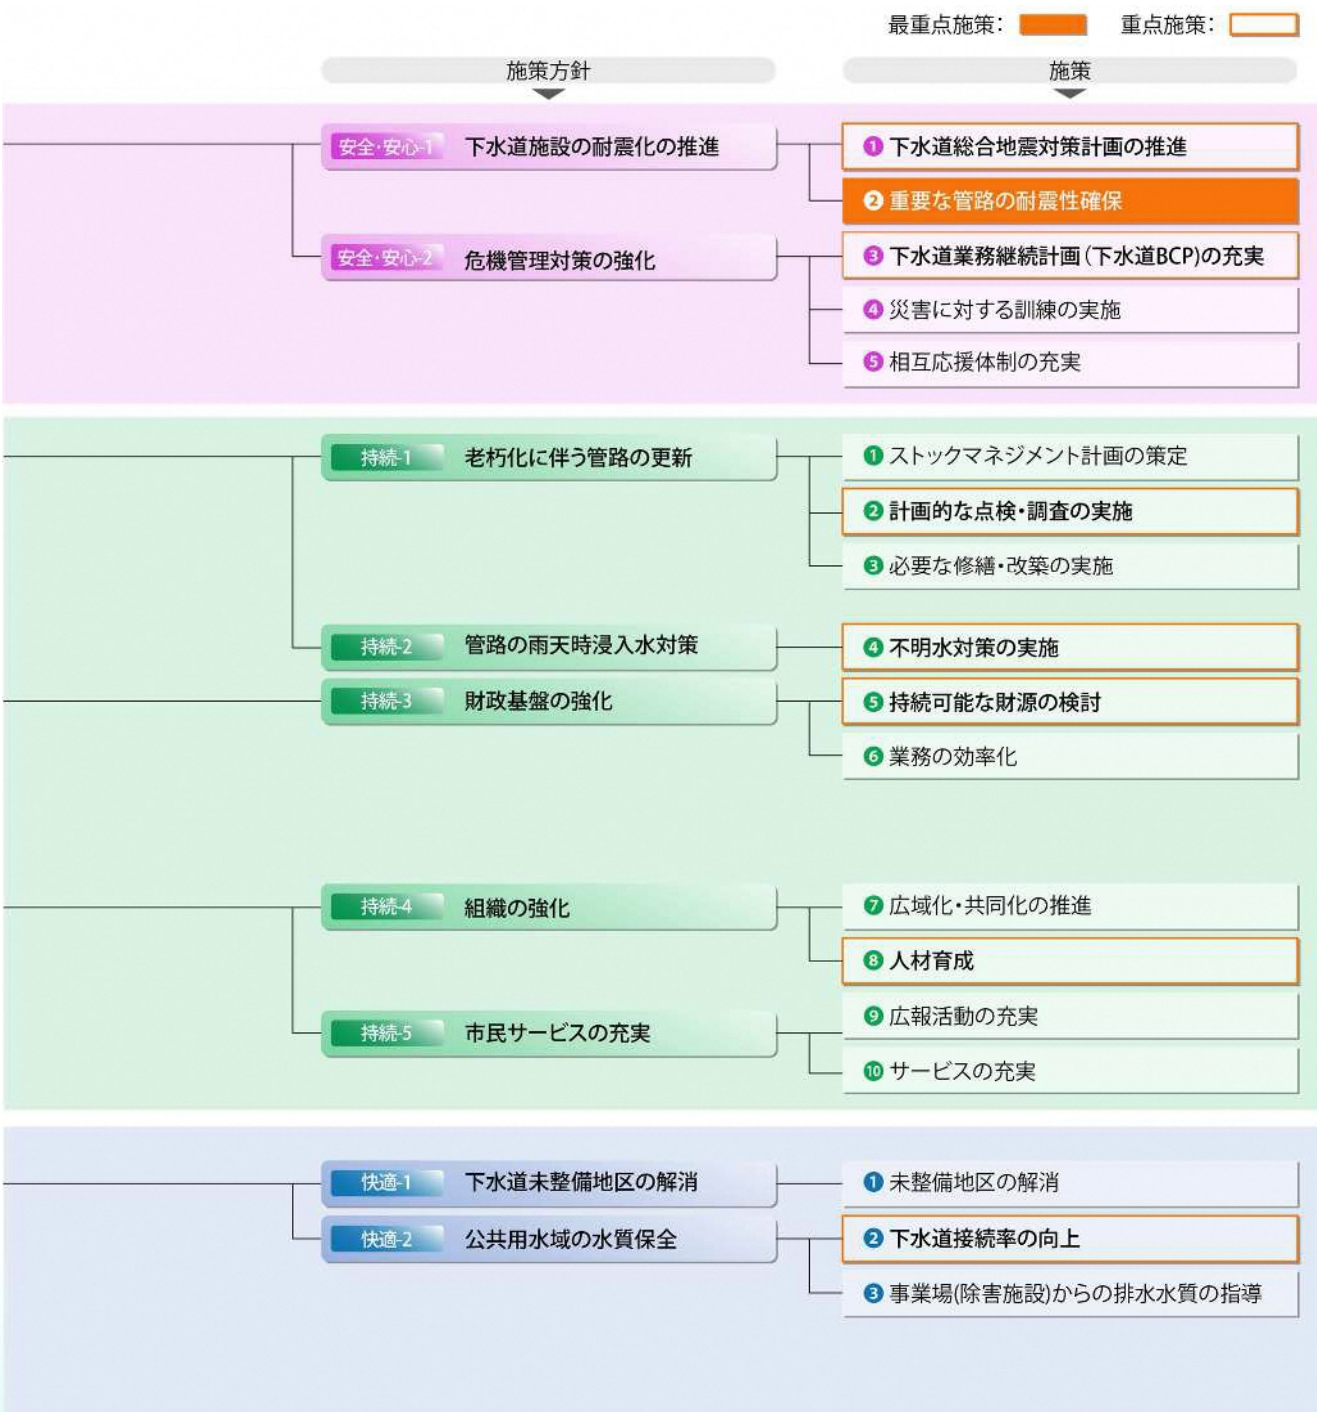 最重点施策： 重点施策：
施策方針 施策
安全・安心-1 下水道施設の耐震化の推進
❶下水道総合地震対策計画の推進
❷重要な管路の耐震性確保
安全・安心-2 危機管理対策の強化
❸下水道業務継続計画(下水道BCP)の充実
❹災害に対する訓練の実施
❺相互応援体制の充実
持続-1 老朽化に伴う管路の更新
❶ストックマネジメント計画の策定
❷計画的な点検・調査の実施
❸必要な修繕・改築の実施
持続-2 管路の雨天時浸入水対策
❹不明水対策の実施
持続-3 財政基盤の強化
❺持続可能な財源の検討
❻業務の効率化
持続-4 組織の強化
❼広域化・共同化の推進
❽人材育成
持続-5 市民サービスの充実
❾広報活動の充実
❿サービスの充実
快適-1 下水道未整備地区の解消
❶未整備地区の解消
快適-2 公共用水域の水質保全
❷下水道接続率の向上
❸事業場(除害施設)からの排水水質の指導